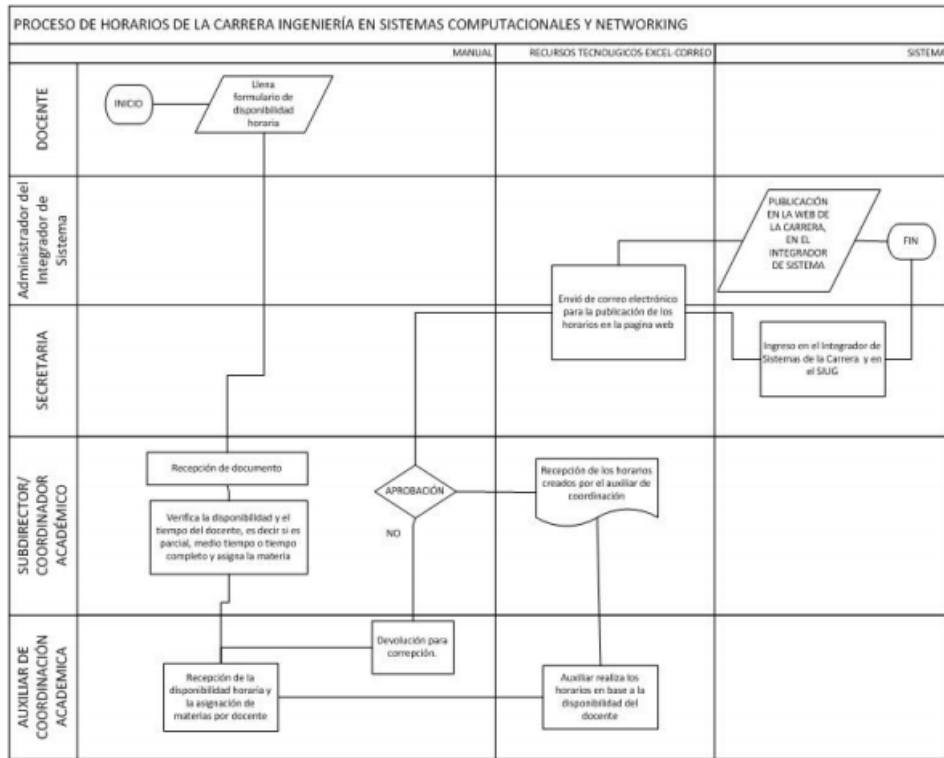 PROCESO DE HORARIOS DE LA CARRERA INGENIERÍA EN SISTEMAS COMPUTACIONALES Y NETWORKING
MANUAL
RECURSOS TECNOLIGICOS-EXCEL-CORREO
SISTEMA
DOCENTE
INICIO
Llena
formulario de
disponibilidad
horaria
Administrador del
Integrador de
Sistema
PUBLICACIÓN
EN LA WEB DE
LA CARRERA,
EN EL
INTEGRADOR
DE SISTEMA
FIN
SECRETARIA
Envió de correo electrónico
para la publicación de los
horarios en la pagina web
Ingreso en el Integrador de
Sistemas de la Carrera y en
el SIUG
SUBDIRECTOR/
COORDINADOR
ACADÉMICO
Recepción de documento
Verifica la disponibilidad y el
tiempo del docente, es decir si es
parcial, medio tiempo o tiempo
completo y asigna la materia
APROBACIÓN
NO
Recepción de los horarios
creados por el auxiliar de
coordinación
AUXILIAR DE
COORDINACIÓN
ACADEMICA
Recepción de la
disponibilidad horaria y
la asignación de
materias por docente
Devolución para
correpción.
Auxiliar realiza los
horarios en base a la
disponibilidad del
docente